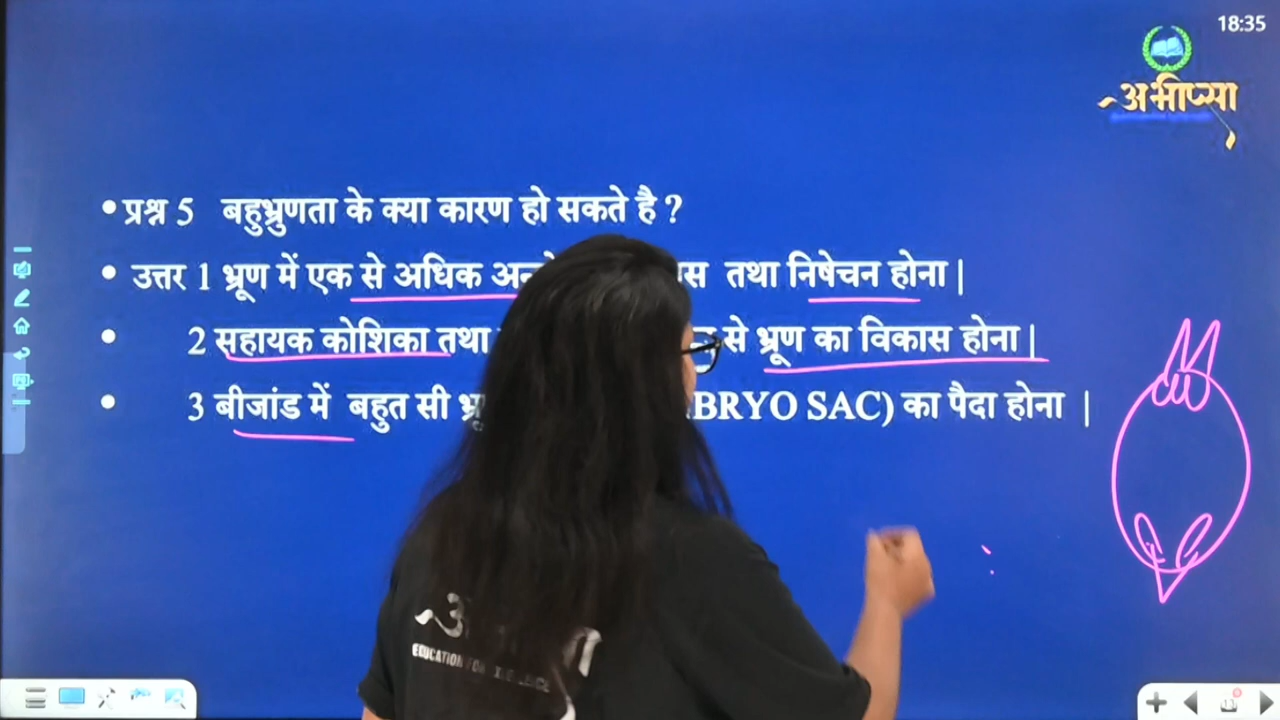 18:35
अभीप्सा
• प्रश्न 5 बहुभ्रुणता के क्या कारण हो सकते है ?
• उत्तर 1 भ्रूण में एक से अधिक तथा निषेचन होना |
• 2 सहायक कोशिका तथा से भ्रूण का विकास होना |
• 3 बीजांड में बहुत सी SAC) का पैदा होना |
EDUCATION